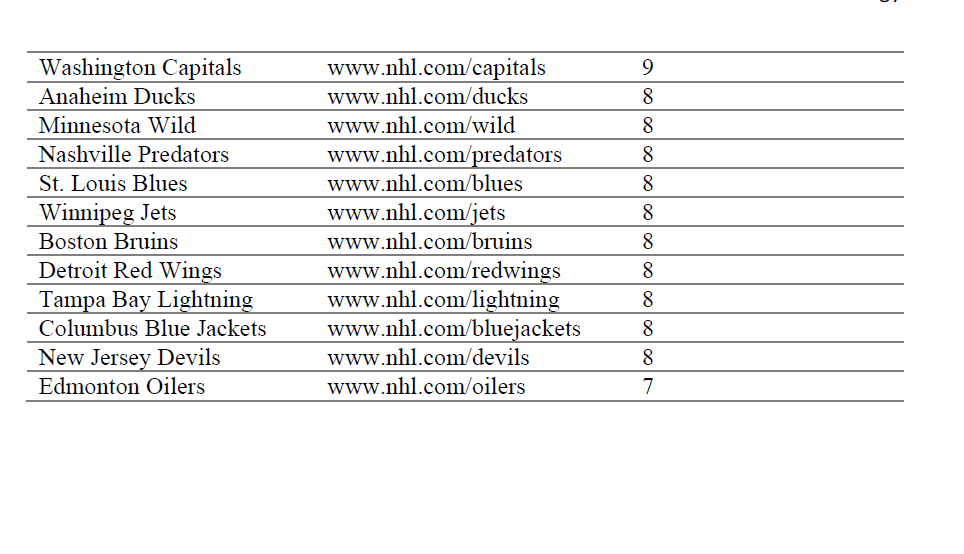 Washington Capitals www.nhl.com/capitals 9
Anaheim Ducks www.nhl.com/ducks 8
Minnesota Wild www.nhl.com/wild 8
Nashville Predators www.nhl.com/predators 8
St. Louis Blues www.nhl.com/blues 8
Winnipeg Jets www.nhl.com/jets 8
Boston Bruins www.nhl.com/bruins 8
Detroit Red Wings www.nhl.com/redwings 8
Tampa Bay Lightning www.nhl.com/lightning 8
Columbus Blue Jackets www.nhl.com/bluejackets 8
New Jersey Devils www.nhl.com/devils 8
Edmonton Oilers www.nhl.com/oilers 7